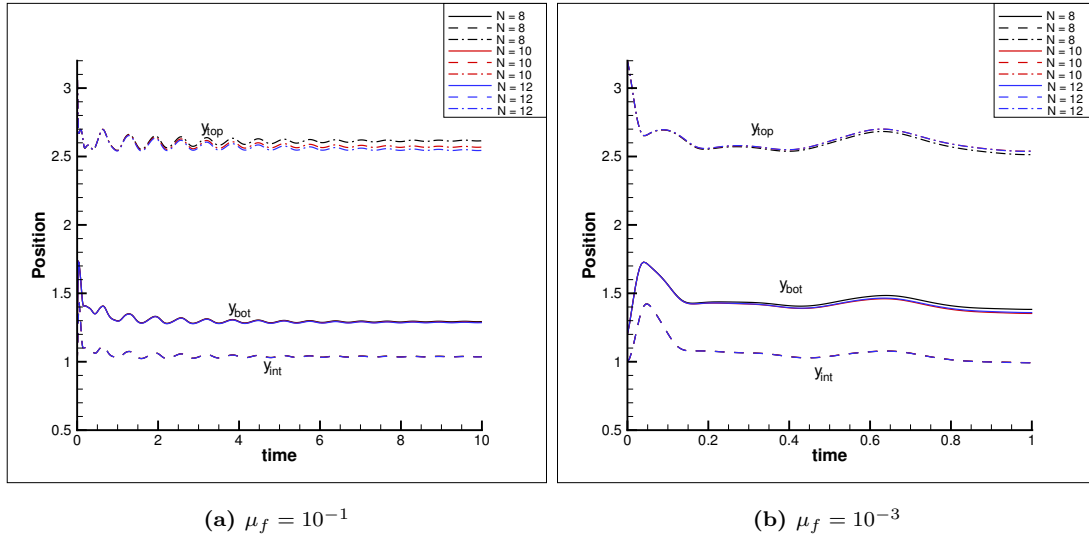 N = 8
N = 8
N = 8
N = 10
N = 10
N = 10
N = 12
N = 12
N = 12
3
2.5
2
1.5
1
0.5
Position
y_top
y_bot
y_int
0 2 4 6 8 10
time
(a) μ_f = 10^{-1}
N = 8
N = 8
N = 8
N = 10
N = 10
N = 10
N = 12
N = 12
N = 12
3
2.5
2
1.5
1
0.5
Position
y_top
y_bot
y_int
0 0.2 0.4 0.6 0.8 1
time
(b) μ_f = 10^{-3}